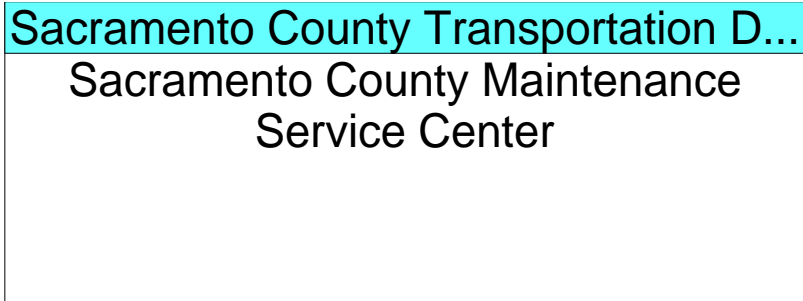 Sacramento County Transportation D...
Sacramento County Maintenance
Service Center